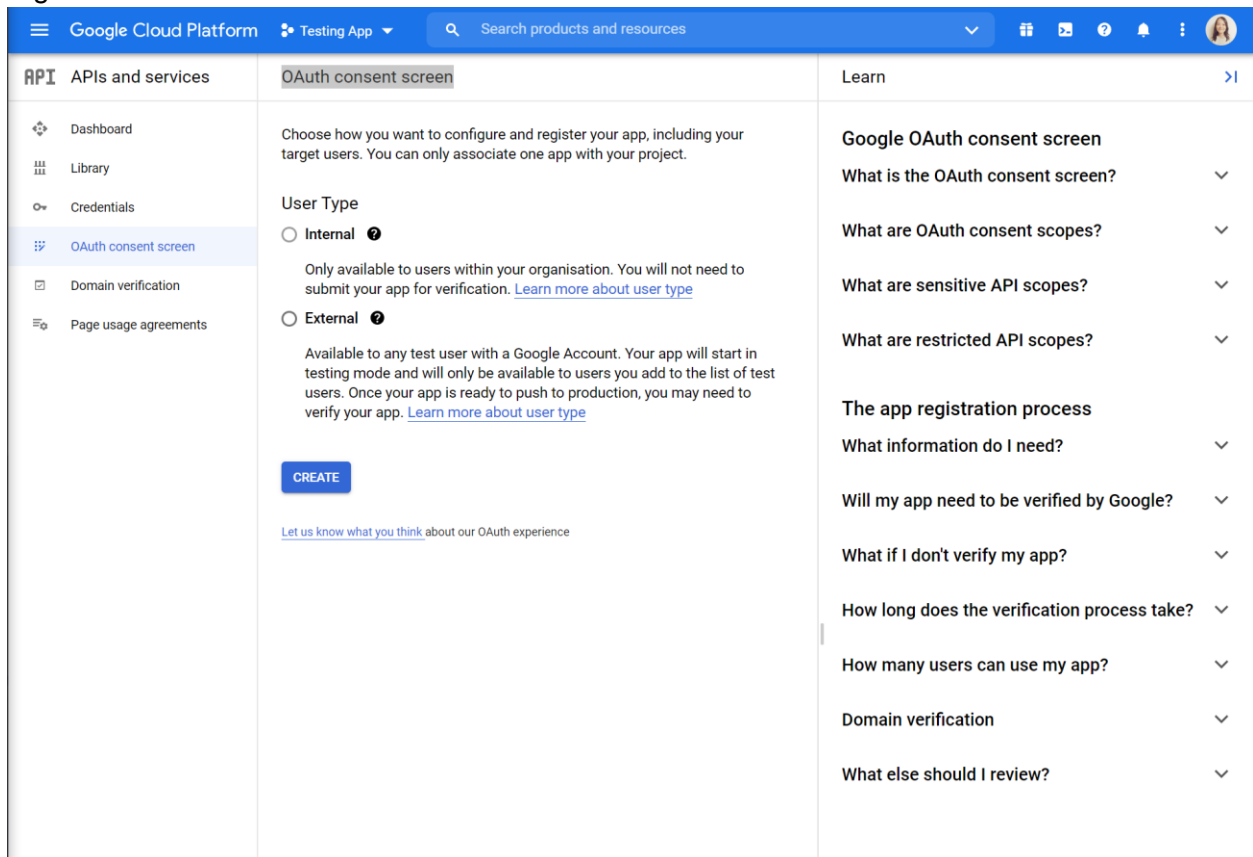 Google Cloud Platform
Testing App
Search products and resources
API APIs and services
Dashboard
Library
Credentials
OAuth consent screen
Domain verification
Page usage agreements
OAuth consent screen
Choose how you want to configure and register your app, including your
target users. You can only associate one app with your project.
User Type
Internal
Only available to users within your organisation. You will not need to
submit your app for verification. Learn more about user type
External
Available to any test user with a Google Account. Your app will start in
testing mode and will only be available to users you add to the list of test
users. Once your app is ready to push to production, you may need to
verify your app. Learn more about user type
CREATE
Let us know what you think about our OAuth experience
Learn
Google OAuth consent screen
What is the OAuth consent screen?
What are OAuth consent scopes?
What are sensitive API scopes?
What are restricted API scopes?
The app registration process
What information do I need?
Will my app need to be verified by Google?
What if I don't verify my app?
How long does the verification process take?
How many users can use my app?
Domain verification
What else should I review?